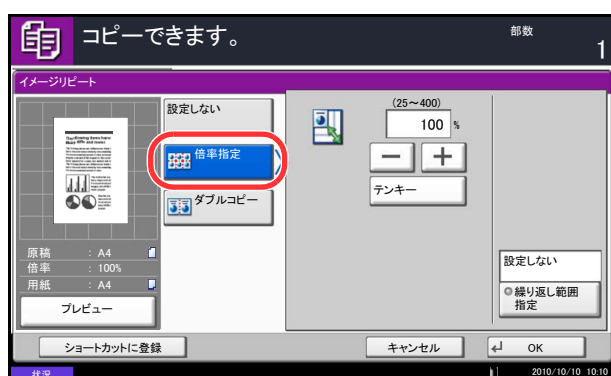 コピーできます。
部数
1
イメージリピート
設定しない
倍率指定
ダブルコピー
(25～400)
100 %
テンキー
原稿 : A4
倍率 : 100%
用紙 : A4
プレビュー
設定しない
繰り返し範囲
指定
ショートカットに登録
キャンセル
OK
状況
2010/10/10 10:10